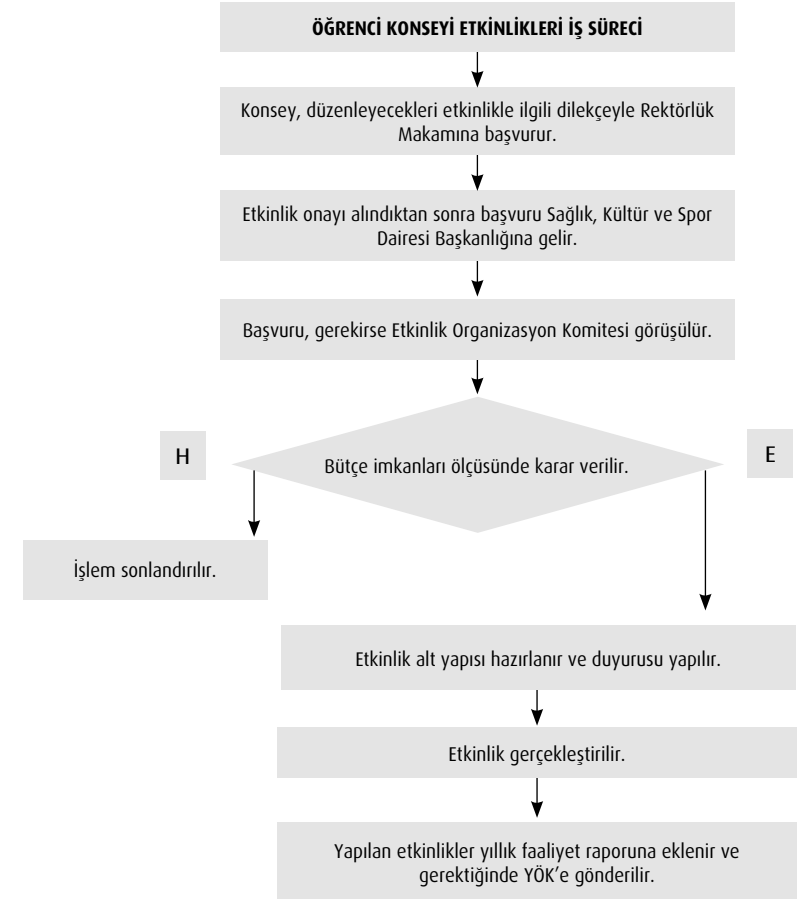 ÖĞRENCİ KONSEYİ ETKİNLİKLERİ İŞ SÜRECİ
Konsey, düzenleyecekleri etkinlikle ilgili dilekçeyle Rektörlük
Makamına başvurur.
Etkinlik onayı alındıktan sonra başvuru Sağlık, Kültür ve Spor
Dairesi Başkanlığına gelir.
Başvuru, gerekirse Etkinlik Organizasyon Komitesi görüşülür.
H
Bütçe imkanları ölçüsünde karar verilir.
E
İşlem sonlandırılır.
Etkinlik alt yapısı hazırlanır ve duyurusu yapılır.
Etkinlik gerçekleştirilir.
Yapılan etkinlikler yıllık faaliyet raporuna eklenir ve
gerektiğinde YÖK’e gönderilir.